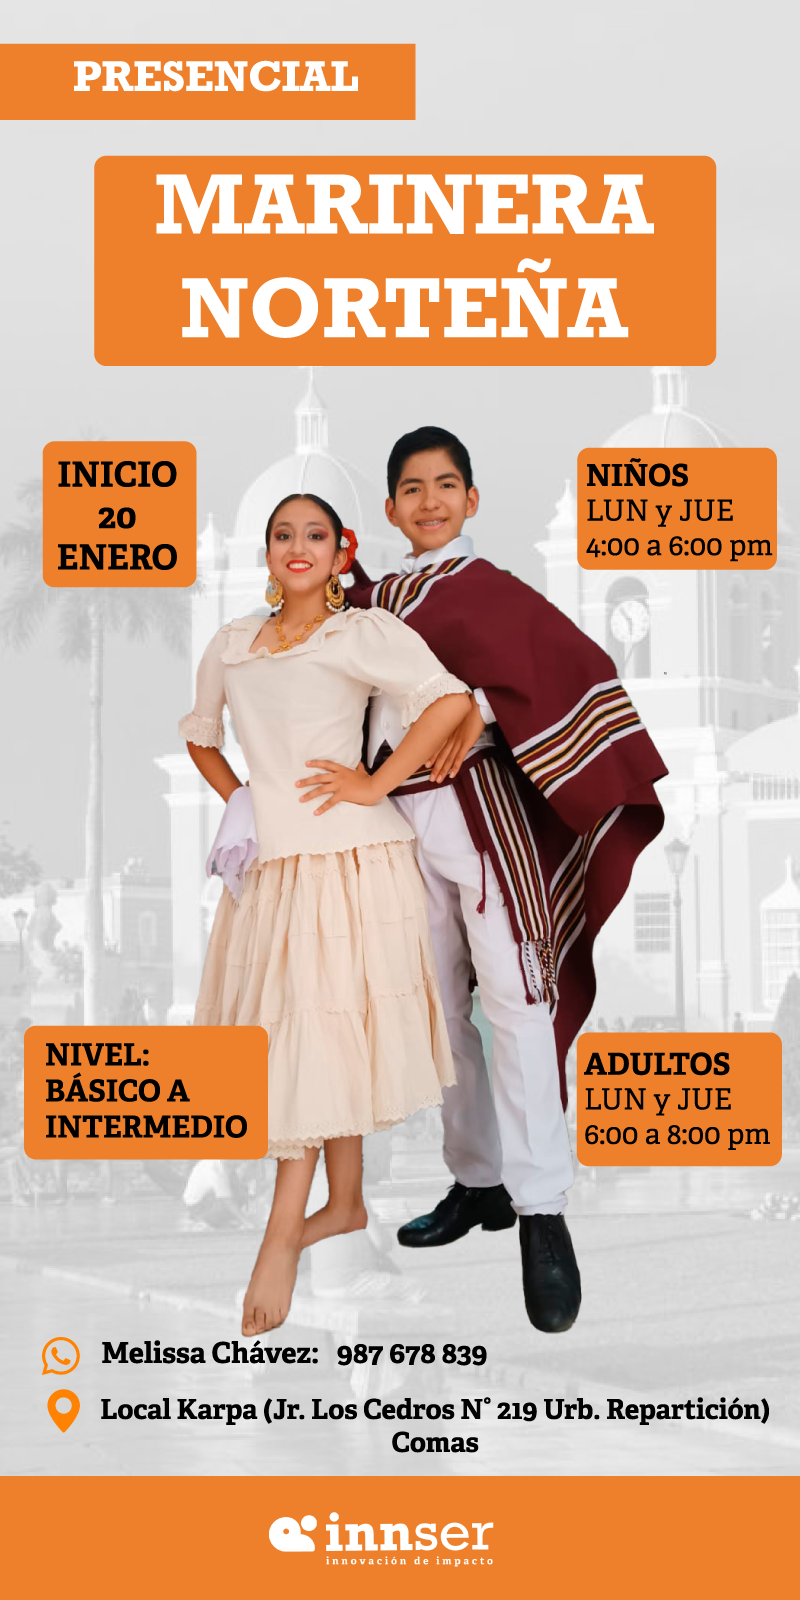 PRESENCIAL
MARINERA
NORTEÑA
INICIO
20
ENERO
NIÑOS
LUN y JUE
4:00 a 6:00 pm
NIVEL:
BÁSICO A
INTERMEDIO
ADULTOS
LUN y JUE
6:00 a 8:00 pm
Melissa Chávez: 987 678 839
Local Karpa (Jr. Los Cedros N° 219 Urb. Repartición)
Comas
innser
innovación de impacto